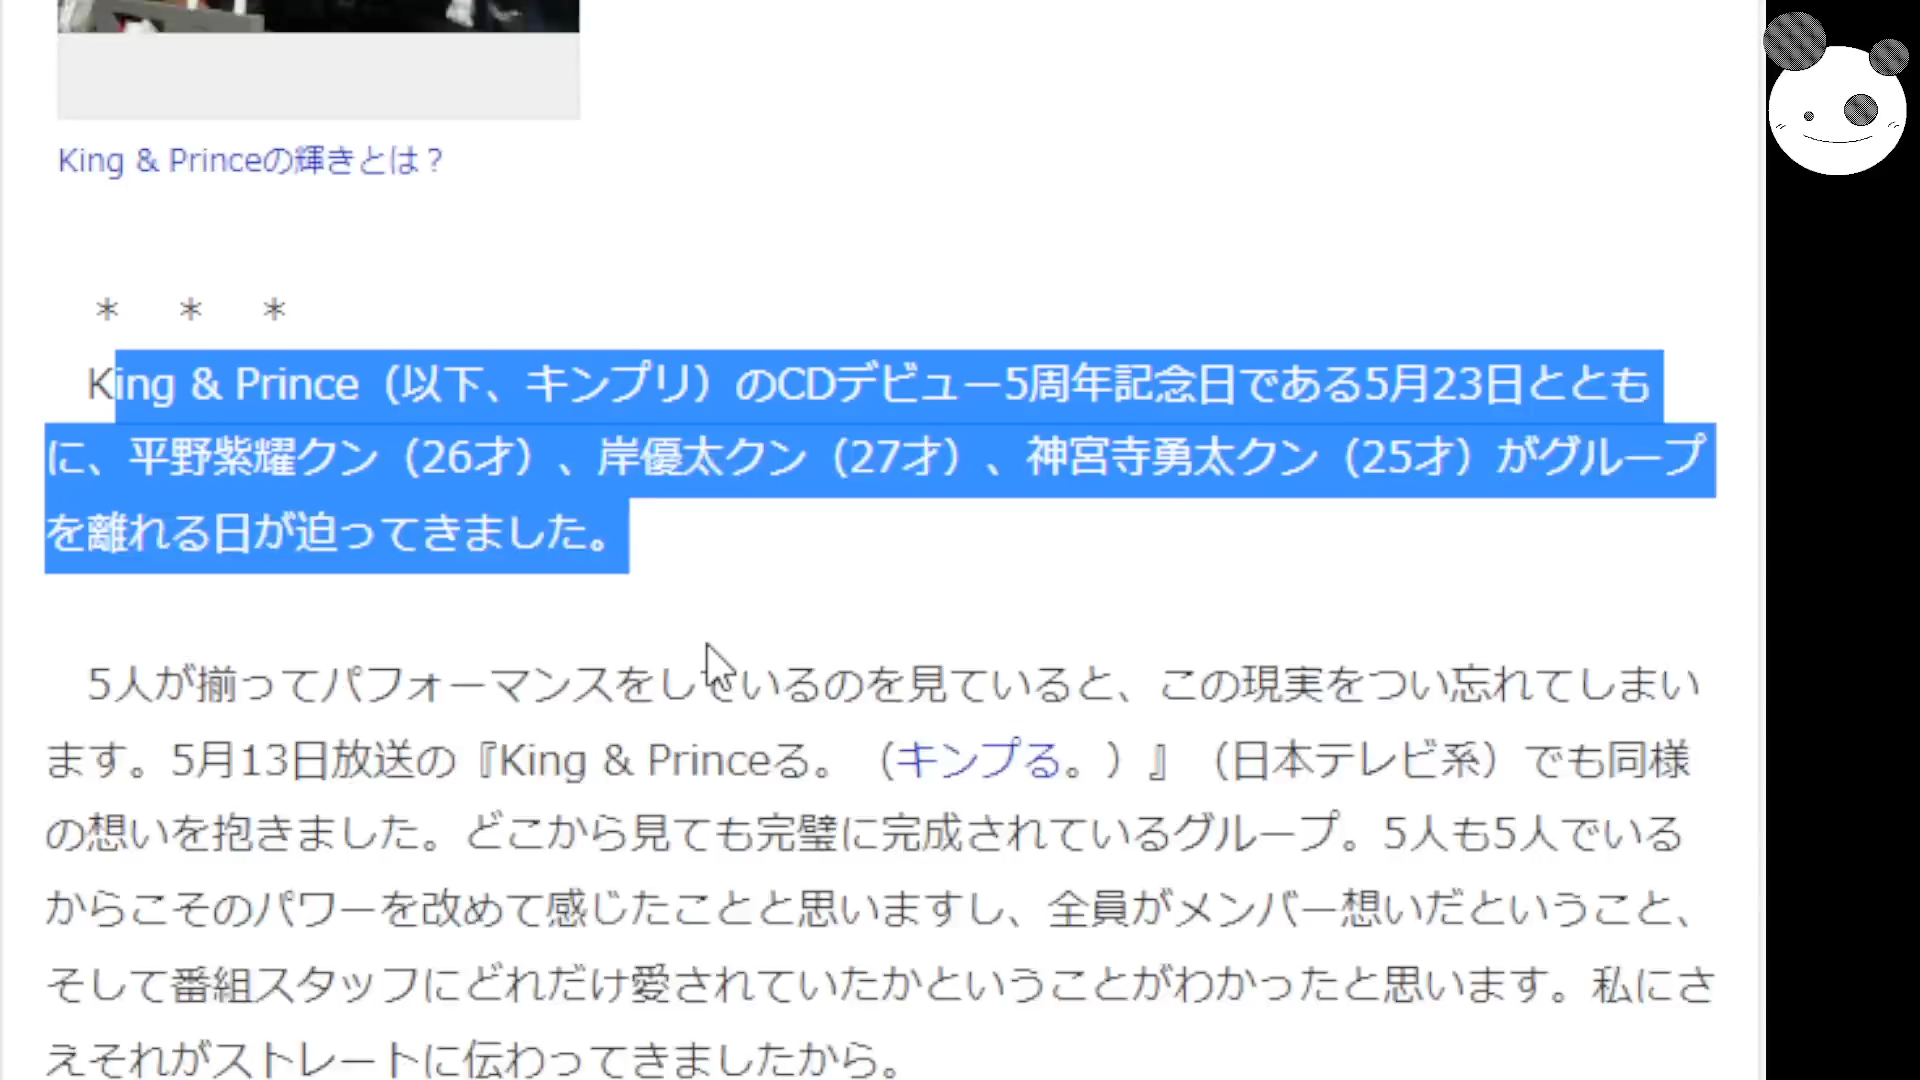 King & Princeの輝きとは？
＊　＊　＊
King & Prince（以下、キンプリ）のCDデビュー5周年記念日である5月23日ととも
に、平野紫耀クン（26才）、岸優太クン（27才）、神宮寺勇太クン（25才）がグループ
を離れる日が迫ってきました。
5人が揃ってパフォーマンスをしているのを見ていると、この現実をつい忘れてしまい
ます。5月13日放送の『King & Princeる。（キンプる。）』（日本テレビ系）でも同様
の想いを抱きました。どこから見ても完璧に完成されているグループ。5人も5人でいる
からこそのパワーを改めて感じたことと思いますし、全員がメンバー想いだということ、
そして番組スタッフにどれだけ愛されていたかということがわかったと思います。私にさ
えそれがストレートに伝わってきましたから。